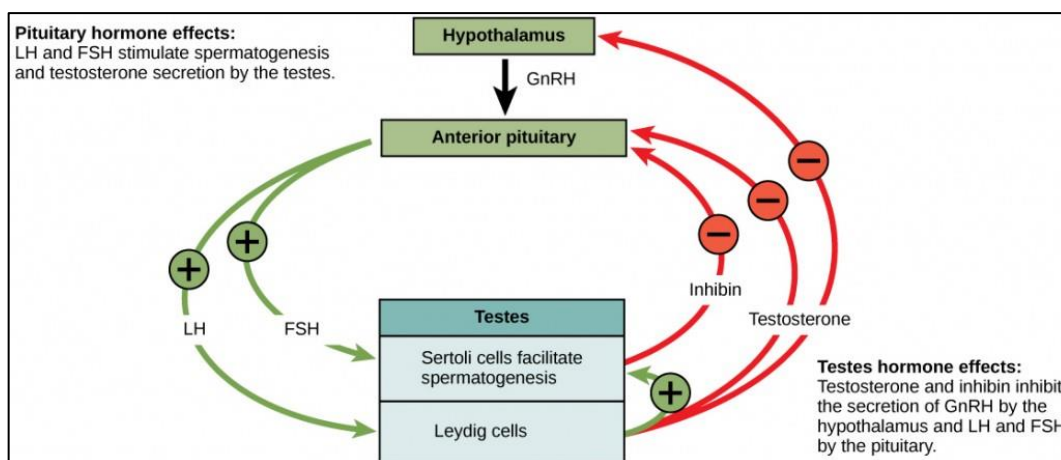 Pituitary hormone effects:
LH and FSH stimulate spermatogenesis
and testosterone secretion by the testes.
Hypothalamus
GnRH
Anterior pituitary
+
+
−
−
−
LH
FSH
Inhibin
Testosterone
Testes
Sertoli cells facilitate
spermatogenesis
Leydig cells
+
Testes hormone effects:
Testosterone and inhibin inhibit
the secretion of GnRH by the
hypothalamus and LH and FSH
by the pituitary.